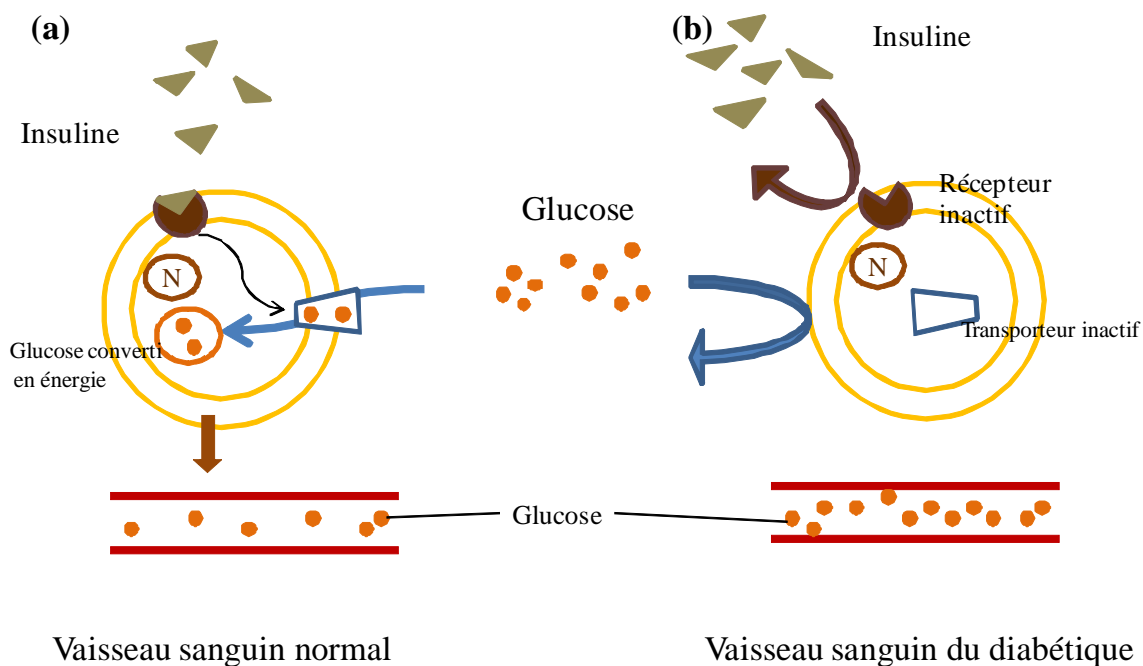 (a)
Insuline
N
Glucose converti
en énergie
Glucose
(b)
Insuline
Récepteur
inactif
N
Transporteur inactif
Glucose
Vaisseau sanguin normal
Vaisseau sanguin du diabétique